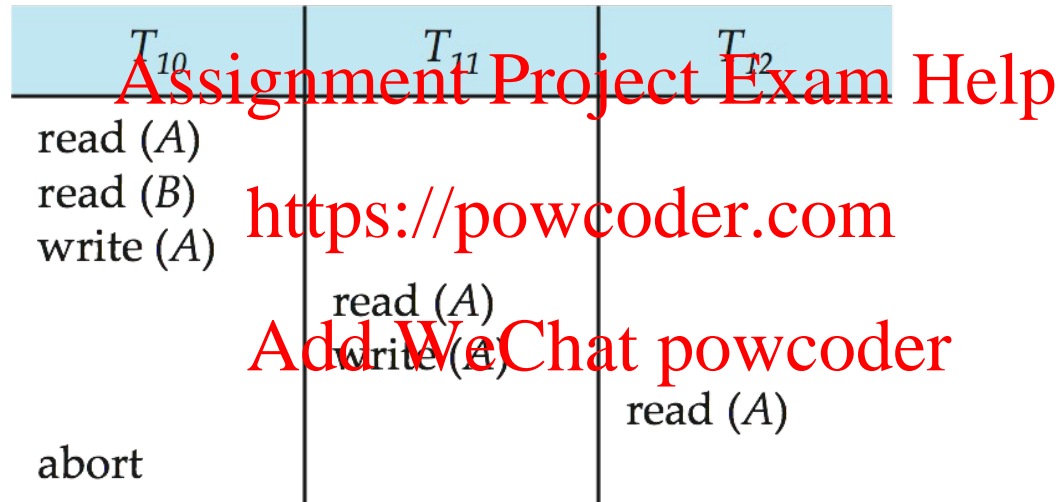 T10 T11 T12
Assignment Project Exam Help
read (A)
read (B)
https://powcoder.com
write (A)
read (A)
Add WeChat powcoder
write (A)
read (A)
abort